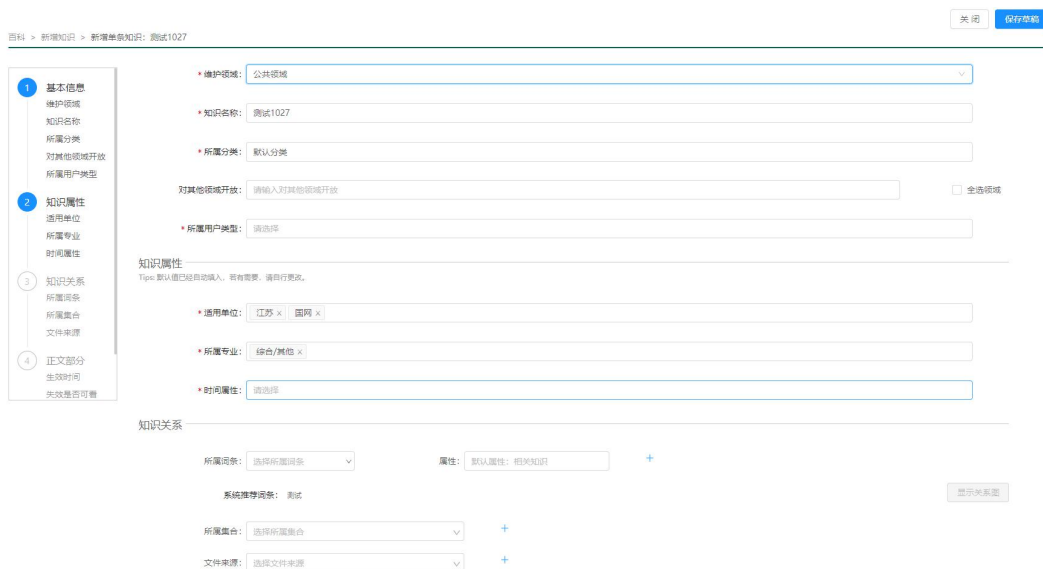 关 闭 保存草稿
百科 > 新增知识 > 新增单条知识: 测试1027
1 基本信息
维护领域
知识名称
所属分类
对其他领域开放
所属用户类型
2 知识属性
适用单位
所属专业
时间属性
3 知识关系
所属词条
所属集合
文件来源
4 正文部分
生效时间
失效是否可看
* 维护领域: 公共领域
* 知识名称: 测试1027
* 所属分类: 默认分类
对其他领域开放: 请输入对其他领域开放 全选领域
* 所属用户类型: 请选择
知识属性
Tips: 默认值已经自动填入，若有需要，请自行更改。
* 适用单位: 江苏 × 国网 ×
* 所属专业: 综合/其他 ×
* 时间属性: 请选择
知识关系
所属词条: 选择所属词条 属性: 默认属性：相关知识 +
系统推荐词条: 测试 显示关系图
所属集合: 选择所属集合 +
文件来源: 选择文件来源 +